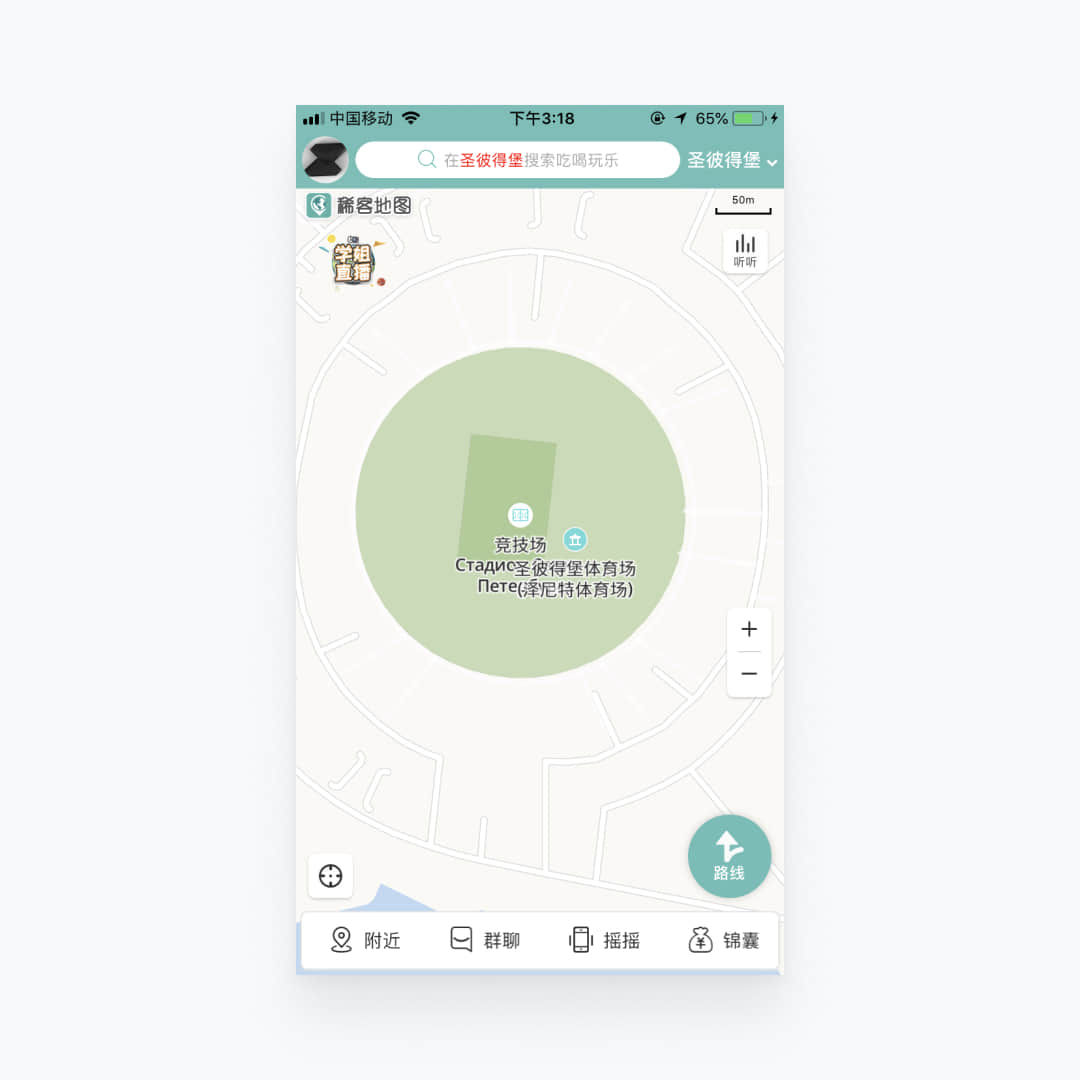 中国移动
下午3:18
65%
在圣彼得堡搜索吃喝玩乐
圣彼得堡
稀客地图
50m
学姐
直播
听听
竞技场
Стадио
圣彼得堡体育场
Пете
(泽尼特体育场)
+
−
路线
附近
群聊
摇摇
锦囊